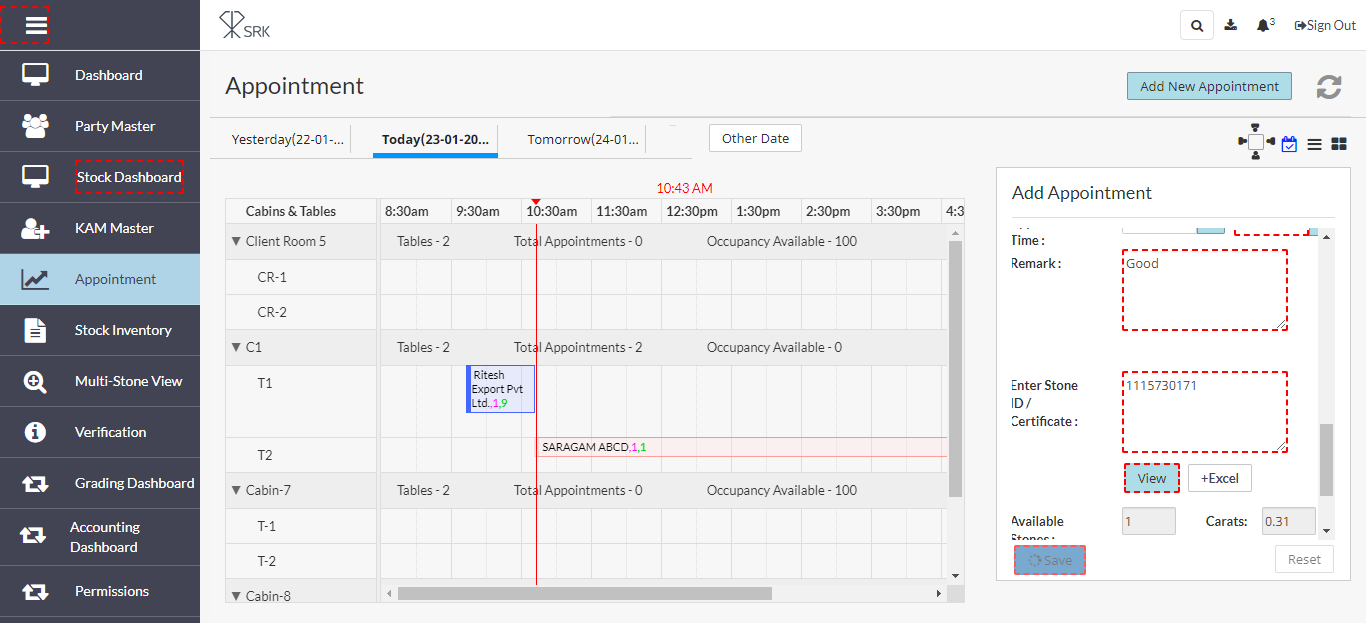 SRK
3
Sign Out
Dashboard
Party Master
Stock Dashboard
KAM Master
Appointment
Stock Inventory
Multi-Stone View
Verification
Grading Dashboard
Accounting
Dashboard
Permissions
Appointment
Add New Appointment
Yesterday(22-01-...
Today(23-01-20...
Tomorrow(24-01...
Other Date
10:43 AM
Cabins & Tables
8:30am
9:30am
10:30am
11:30am
12:30pm
1:30pm
2:30pm
3:30pm
4:3
Client Room 5
Tables - 2
Total Appointments - 0
Occupancy Available - 100
CR-1
CR-2
C1
Tables - 2
Total Appointments - 2
Occupancy Available - 0
T1
Ritesh
Export Pvt
Ltd.,1,9
T2
SARAGAM ABCD,1,1
Cabin-7
Tables - 2
Total Appointments - 0
Occupancy Available - 100
T-1
T-2
Cabin-8
Add Appointment
Time :
Remark :
Good
Enter Stone
ID /
Certificate :
1115730171
View
+Excel
Available
Stones :
1
Carats:
0.31
Save
Reset